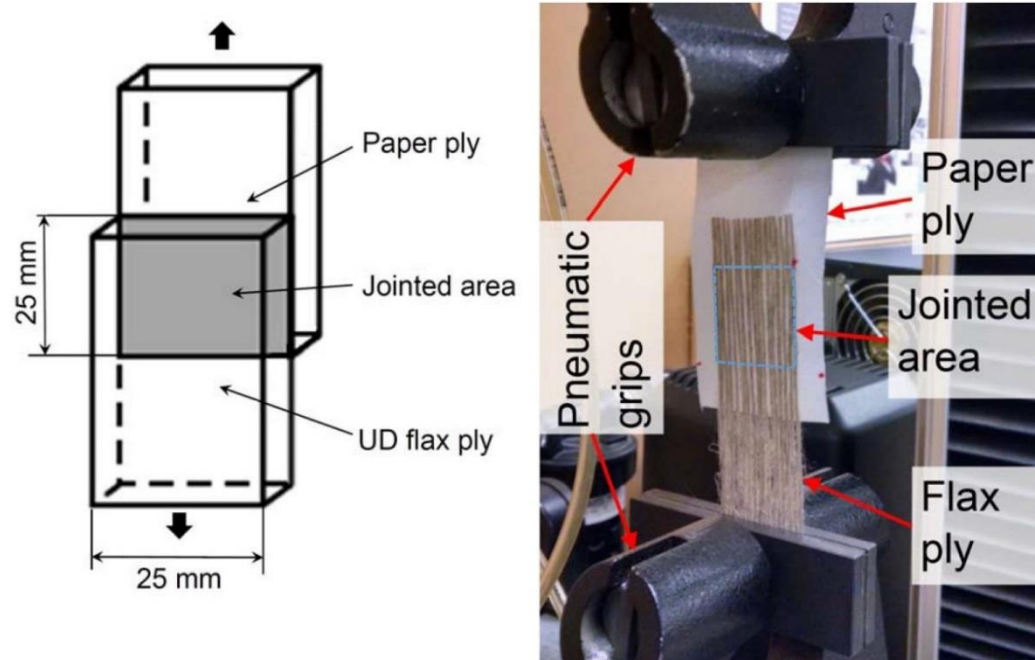 Paper ply
25 mm
Jointed area
UD flax ply
25 mm
Paper
ply
Pneumatic
grips
Jointed
area
Flax
ply